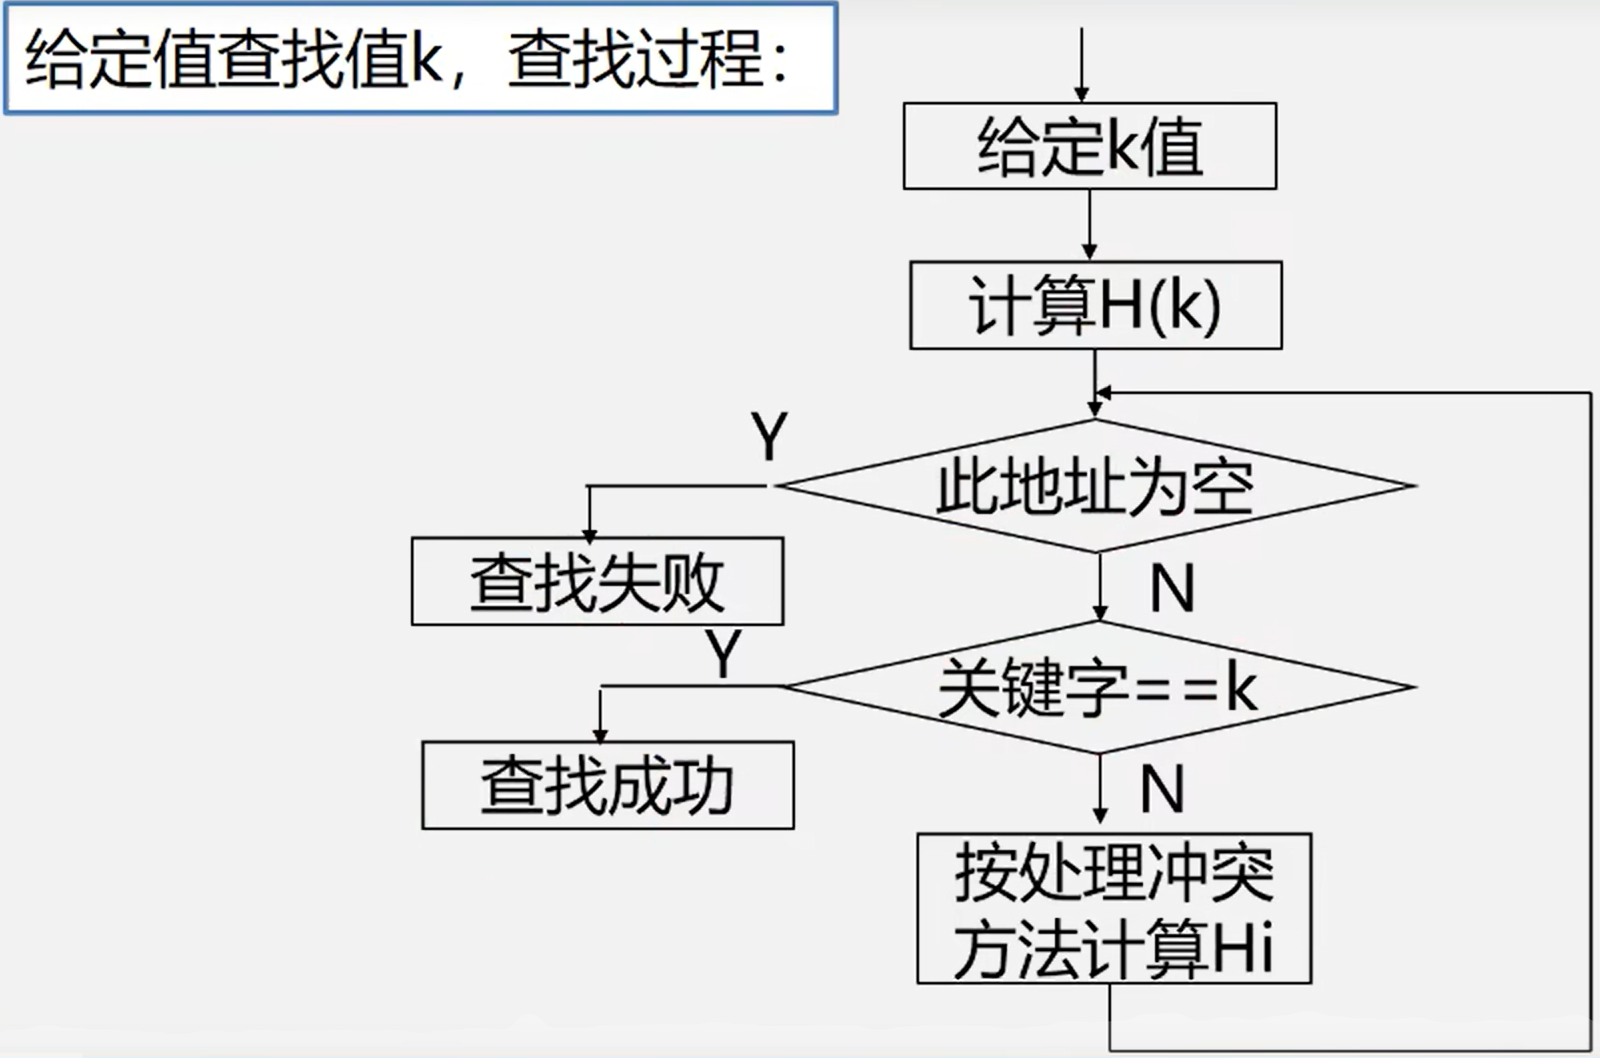 给定值查找值k，查找过程：
给定k值
计算H(k)
Y
此地址为空
查找失败
N
Y
关键字==k
查找成功
N
按处理冲突
方法计算Hi